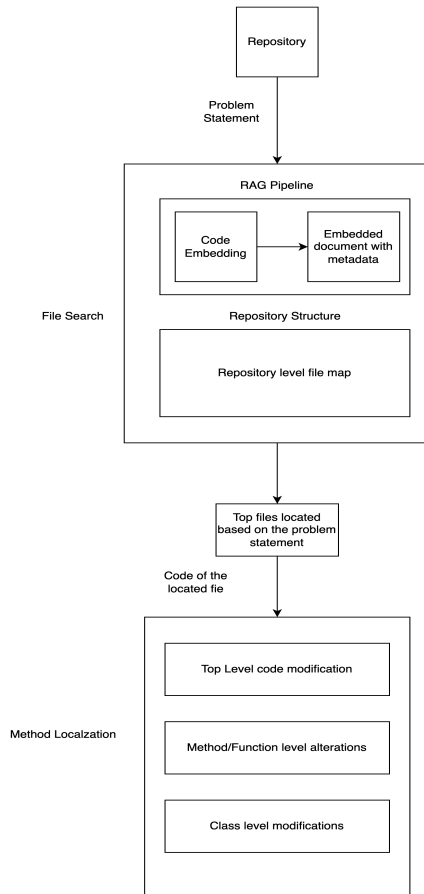 Repository
Problem
Statement
RAG Pipeline
Code
Embedding
Embedded
document with
metadata
File Search
Repository Structure
Repository level file map
Top files located
based on the problem
statement
Code of the
located fie
Top Level code modification
Method Localzation
Method/Function level alterations
Class level modifications